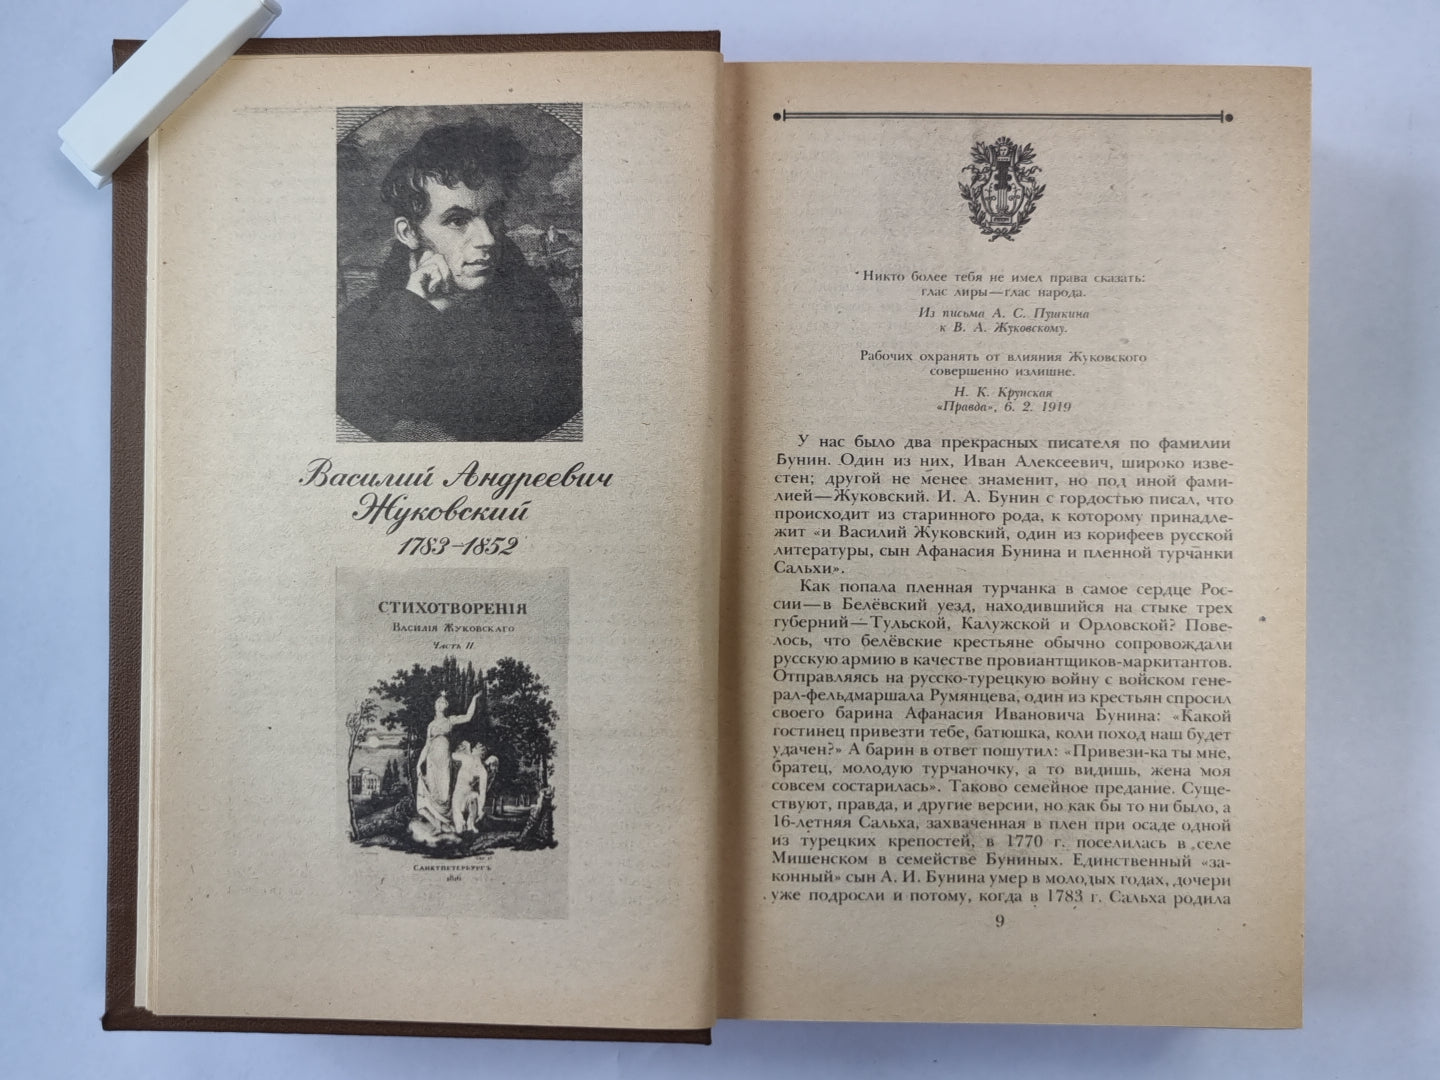 Василий Андреевич
Жуковский
1783–1852
СТИХОТВОРЕНІЯ
Василія Жуковскаго
Часть II
Санктпетербургъ
1816
Никто более тебя не имел права сказать:
глас лиры—глас народа.
Из письма А. С. Пушкина
к В. А. Жуковскому.
Рабочих охранять от влияния Жуковского
совершенно излишне.
Н. К. Крупская
«Правда», 6. 2. 1919
У нас было два прекрасных писателя по фамилии
Бунин. Один из них, Иван Алексеевич, широко изве-
стен; другой не менее знаменит, но под иной фами-
лией—Жуковский. И. А. Бунин с гордостью писал, что
происходит из старинного рода, к которому принадле-
жит «и Василий Жуковский, один из корифеев русской
литературы, сын Афанасия Бунина и пленной турчанки
Сальхи».
Как попала пленная турчанка в самое сердце Рос-
сии—в Белёвский уезд, находившийся на стыке трех
губерний—Тульской, Калужской и Орловской? Пове-
лось, что белёвские крестьяне обычно сопровождали
русскую армию в качестве провиантщиков-маркитантов.
Отправляясь на русско-турецкую войну с войском гене-
рал-фельдмаршала Румянцева, один из крестьян спросил
своего барина Афанасия Ивановича Бунина: «Какой
гостинец привезти тебе, батюшка, коли поход наш будет
удачен?» А барин в ответ пошутил: «Привези-ка ты мне,
братец, молодую турчаночку, а то видишь, жена моя
совсем состарилась». Таково семейное предание. Суще-
ствуют, правда, и другие версии, но как бы то ни было, а
16-летняя Сальха, захваченная в плен при осаде одной
из турецких крепостей, в 1770 г. поселилась в селе
Мишенском в семействе Буниных. Единственный «за-
конный» сын А. И. Бунина умер в молодых годах, дочери
уже подросли и потому, когда в 1783 г. Сальха родила
9